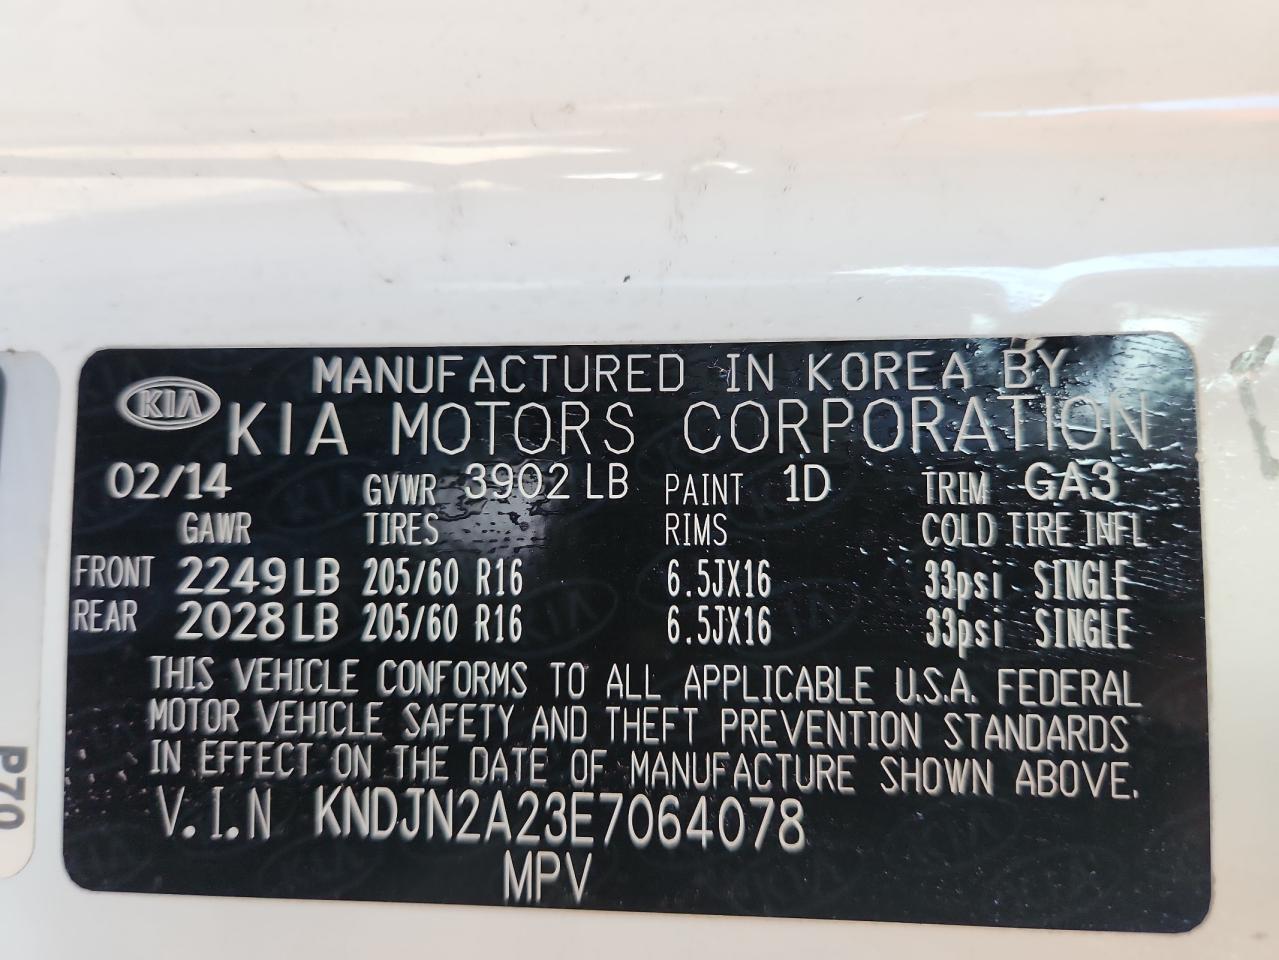 MANUFACTURED IN KOREA BY
KIA
KIA MOTORS CORPORATION
02/14 GVWR 3902 LB PAINT 1D TRIM GA3
GAWR TIRES RIMS COLD TIRE INFL
FRONT 2249 LB 205/60 R16 6.5JX16 33psi SINGLE
REAR 2028 LB 205/60 R16 6.5JX16 33psi SINGLE
THIS VEHICLE CONFORMS TO ALL APPLICABLE U.S.A. FEDERAL
MOTOR VEHICLE SAFETY AND THEFT PREVENTION STANDARDS
IN EFFECT ON THE DATE OF MANUFACTURE SHOWN ABOVE.
V.I.N KNDJN2A23E7064078
MPV